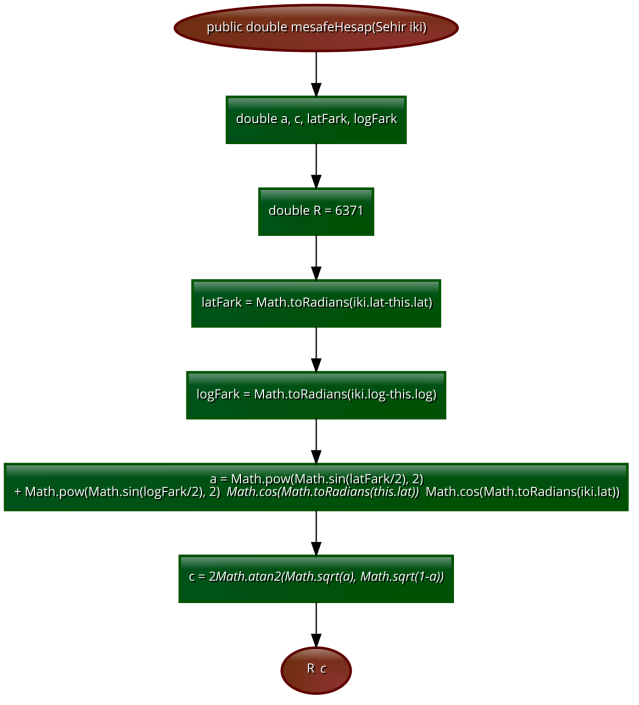 public double mesafeHesap(Sehir iki)
double a, c, latFark, logFark
double R = 6371
latFark = Math.toRadians(iki.lat-this.lat)
logFark = Math.toRadians(iki.log-this.log)
a = Math.pow(Math.sin(latFark/2), 2)
+ Math.pow(Math.sin(logFark/2), 2) Math.cos(Math.toRadians(this.lat)) Math.cos(Math.toRadians(iki.lat))
c = 2Math.atan2(Math.sqrt(a), Math.sqrt(1-a))
R c